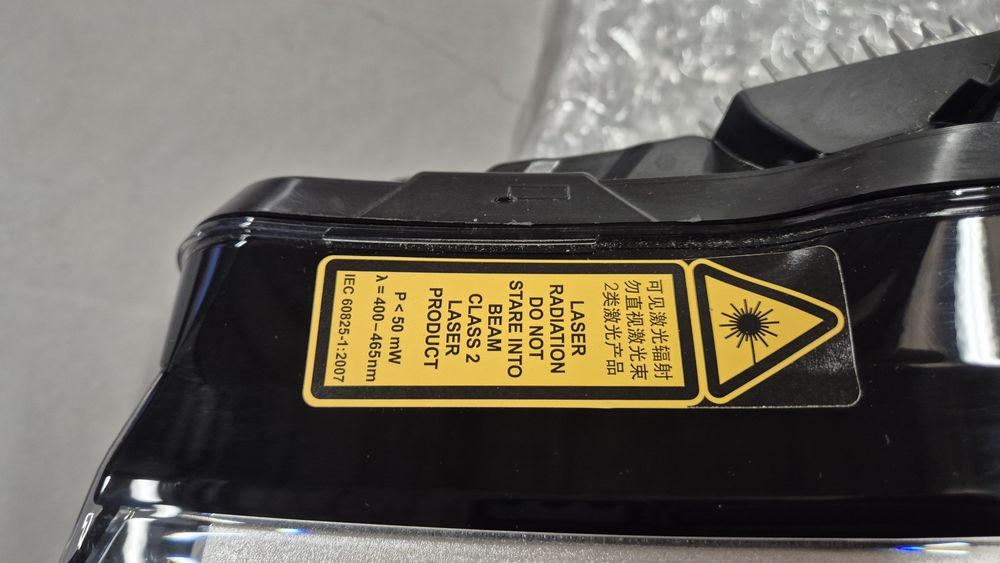 可见激光辐射
勿直视激光束
2类激光产品
LASER
RADIATION
DO NOT
STARE INTO
BEAM
CLASS 2
LASER
PRODUCT
P < 50 mW
λ = 400–465nm
IEC 60825-1:2007